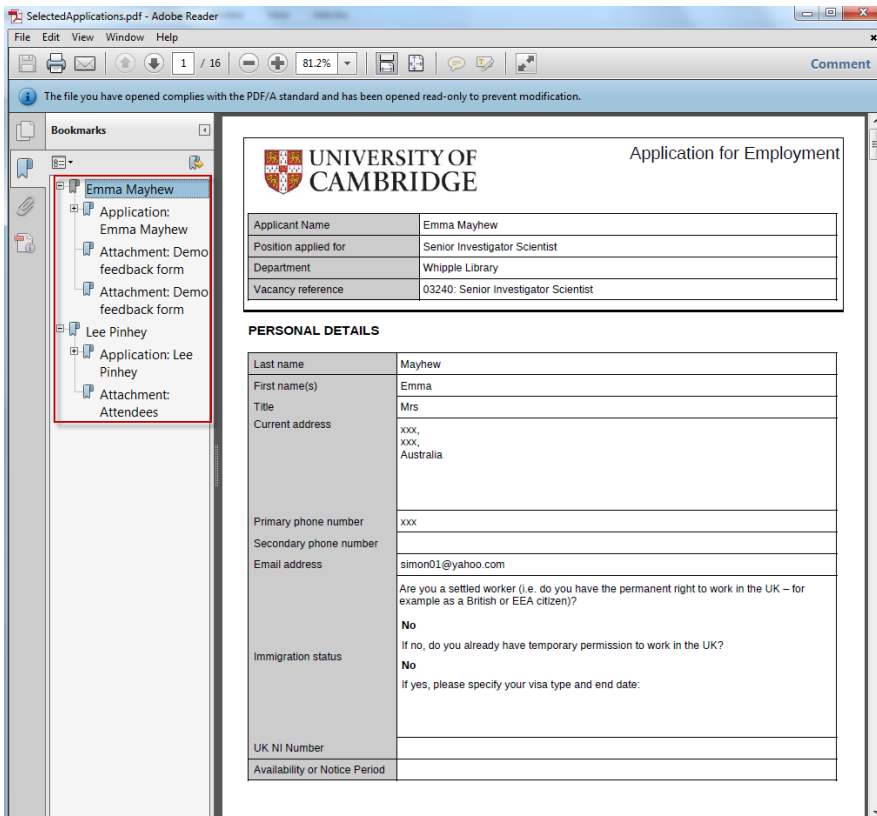 SelectedApplications.pdf - Adobe Reader
File Edit View Window Help
1 / 16 81.2% Comment
The file you have opened complies with the PDF/A standard and has been opened read-only to prevent modification.
Bookmarks
Emma Mayhew
Application:
Emma Mayhew
Attachment: Demo
feedback form
Attachment: Demo
feedback form
Lee Pinhey
Application: Lee
Pinhey
Attachment:
Attendees
UNIVERSITY OF
CAMBRIDGE
Application for Employment
Applicant Name Emma Mayhew
Position applied for Senior Investigator Scientist
Department Whipple Library
Vacancy reference 03240: Senior Investigator Scientist
PERSONAL DETAILS
Last name Mayhew
First name(s) Emma
Title Mrs
Current address xxx,
xxx,
Australia
Primary phone number xxx
Secondary phone number
Email address simon01@yahoo.com
Immigration status
Are you a settled worker (i.e. do you have the permanent right to work in the UK – for
example as a British or EEA citizen)?
No
If no, do you already have temporary permission to work in the UK?
No
If yes, please specify your visa type and end date:
UK NI Number
Availability or Notice Period